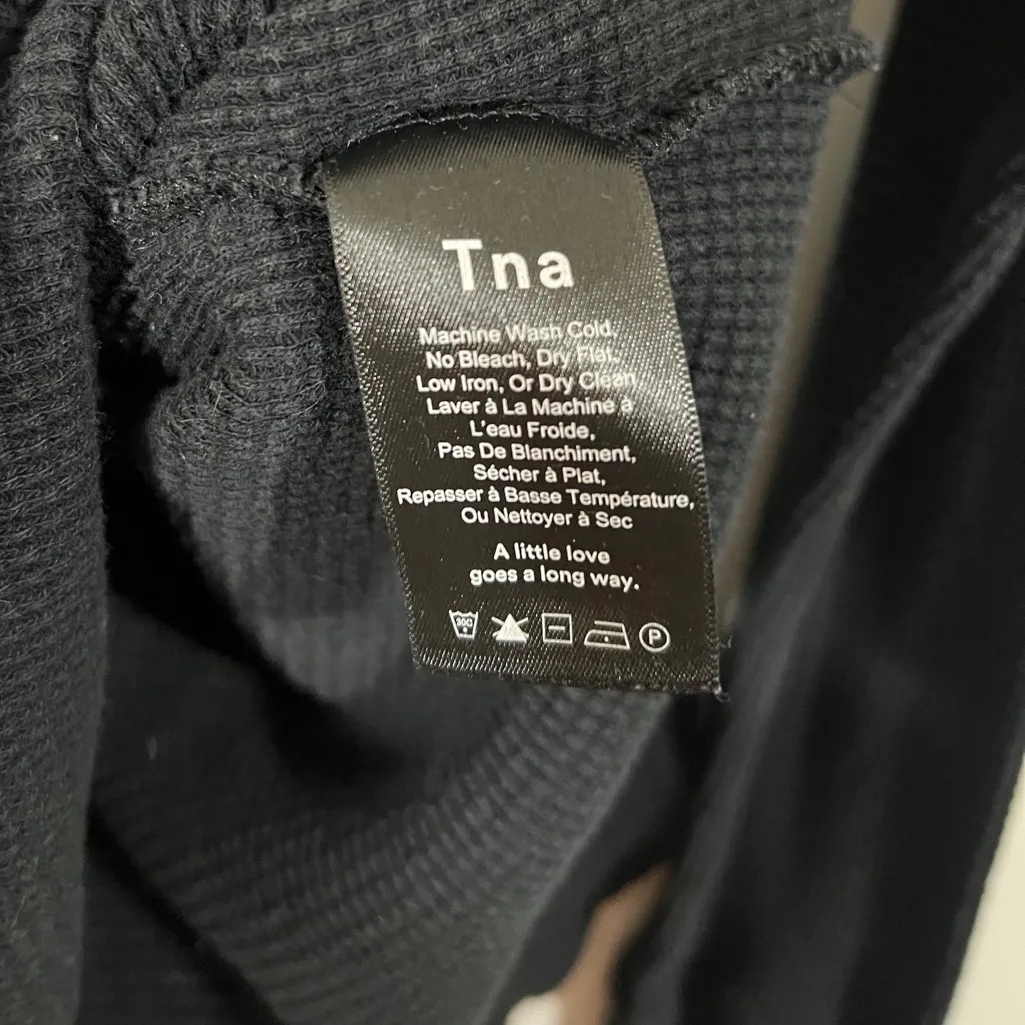 Tna
Machine Wash Cold,
No Bleach, Dry Flat,
Low Iron, Or Dry Clean
Laver à La Machine à
L'eau Froide,
Pas De Blanchiment,
Sécher à Plat,
Repasser à Basse Température,
Ou Nettoyer à Sec
A little love
goes a long way.
30C
P